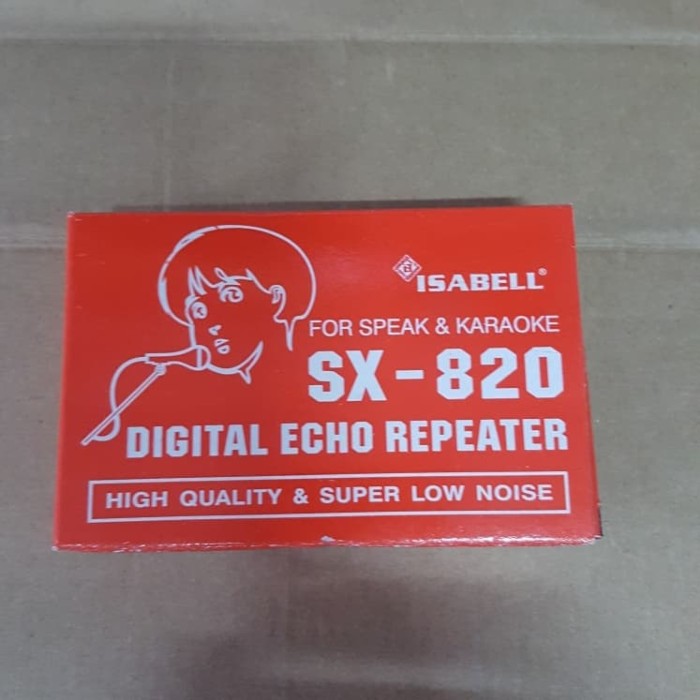 ISABELL®
FOR SPEAK & KARAOKE
SX-820
DIGITAL ECHO REPEATER
HIGH QUALITY & SUPER LOW NOISE